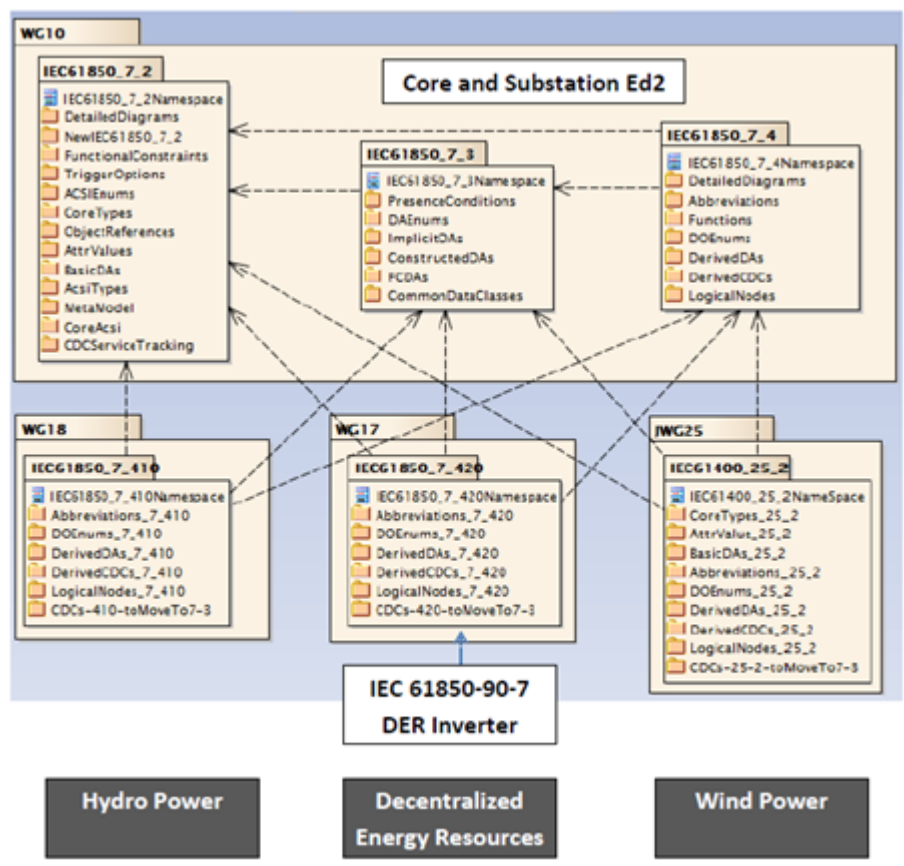 WG10
IEC61850_7_2
IEC61850_7_2Namespace
DetailedDiagrams
NewIEC61850_7_2
FunctionalConstraints
TriggerOptions
ACSIEnums
CoreTypes
ObjectReferences
AttrValues
BasicDAs
AcsiTypes
MetaModel
CoreAcsi
CDCServiceTracking
Core and Substation Ed2
IEC61850_7_3
IEC61850_7_3Namespace
PresenceConditions
DAEnums
ImplicitDAs
ConstructedDAs
FCDAs
CommonDataClasses
IEC61850_7_4
IEC61850_7_4Namespace
DetailedDiagrams
Abbreviations
Functions
DOEnums
DerivedDAs
DerivedCDCs
LogicalNodes
WG18
IEC61850_7_410
IEC61850_7_410Namespace
Abbreviations_7_410
DOEnums_7_410
DerivedDAs_7_410
DerivedCDCs_7_410
LogicalNodes_7_410
CDCs-410-toMoveTo7-3
WG17
IEC61850_7_420
IEC61850_7_420Namespace
Abbreviations_7_420
DOEnums_7_420
DerivedDAs_7_420
DerivedCDCs_7_420
LogicalNodes_7_420
CDCs-420-toMoveTo7-3
JWG25
IEC61400_25_2
IEC61400_25_2NameSpace
CoreTypes_25_2
AttrValue_25_2
BasicDAs_25_2
Abbreviations_25_2
DOEnums_25_2
DerivedDAs_25_2
DerivedCDCs_25_2
LogicalNodes_25_2
CDCs-25-2-toMoveTo7-3
IEC 61850-90-7
DER Inverter
Hydro Power
Decentralized
Energy Resources
Wind Power